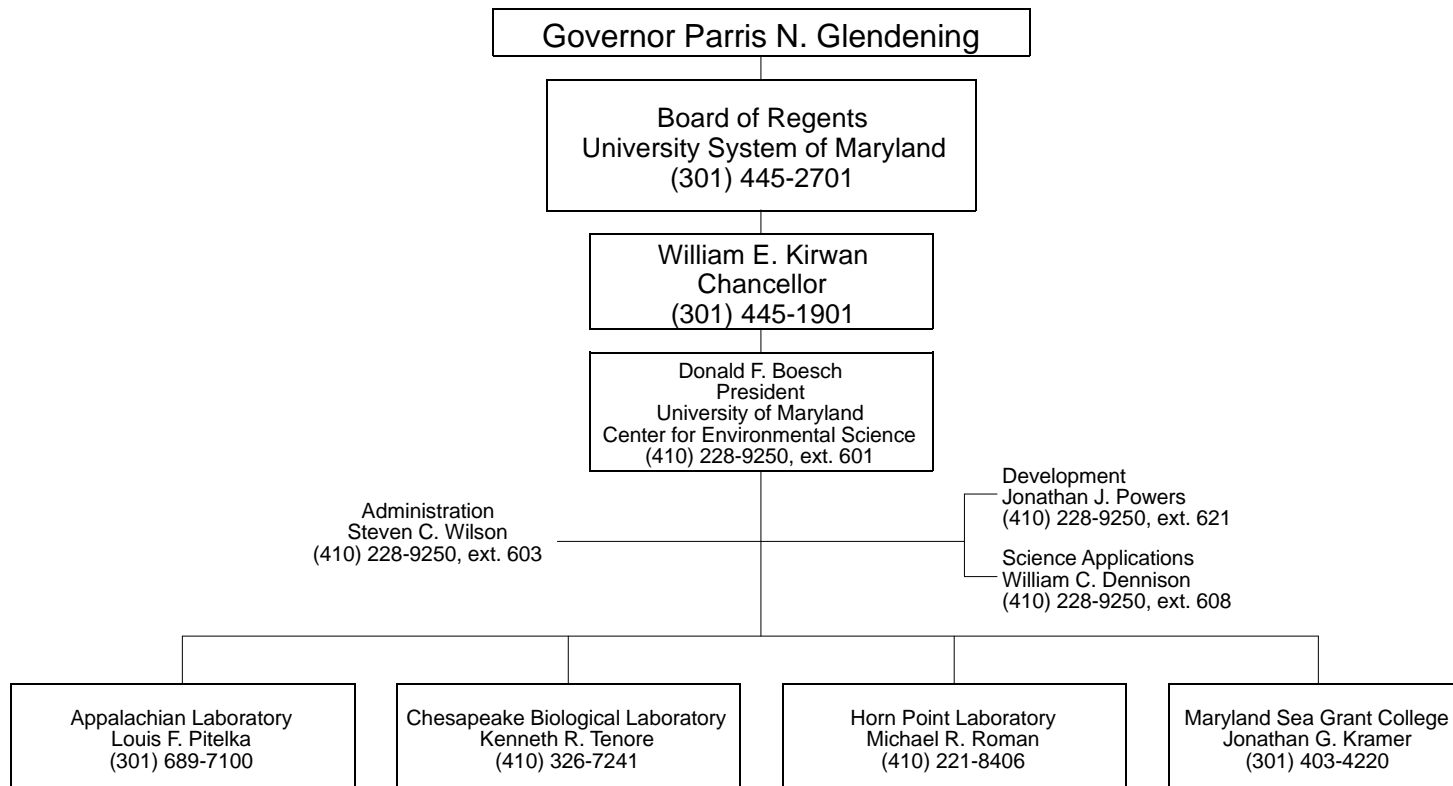 Governor Parris N. Glendening
Board of Regents
University System of Maryland
(301) 445-2701
William E. Kirwan
Chancellor
(301) 445-1901
Donald F. Boesch
President
University of Maryland
Center for Environmental Science
(410) 228-9250, ext. 601
Administration
Steven C. Wilson
(410) 228-9250, ext. 603
Development
Jonathan J. Powers
(410) 228-9250, ext. 621
Science Applications
William C. Dennison
(410) 228-9250, ext. 608
Appalachian Laboratory
Louis F. Pitelka
(301) 689-7100
Chesapeake Biological Laboratory
Kenneth R. Tenore
(410) 326-7241
Horn Point Laboratory
Michael R. Roman
(410) 221-8406
Maryland Sea Grant College
Jonathan G. Kramer
(301) 403-4220